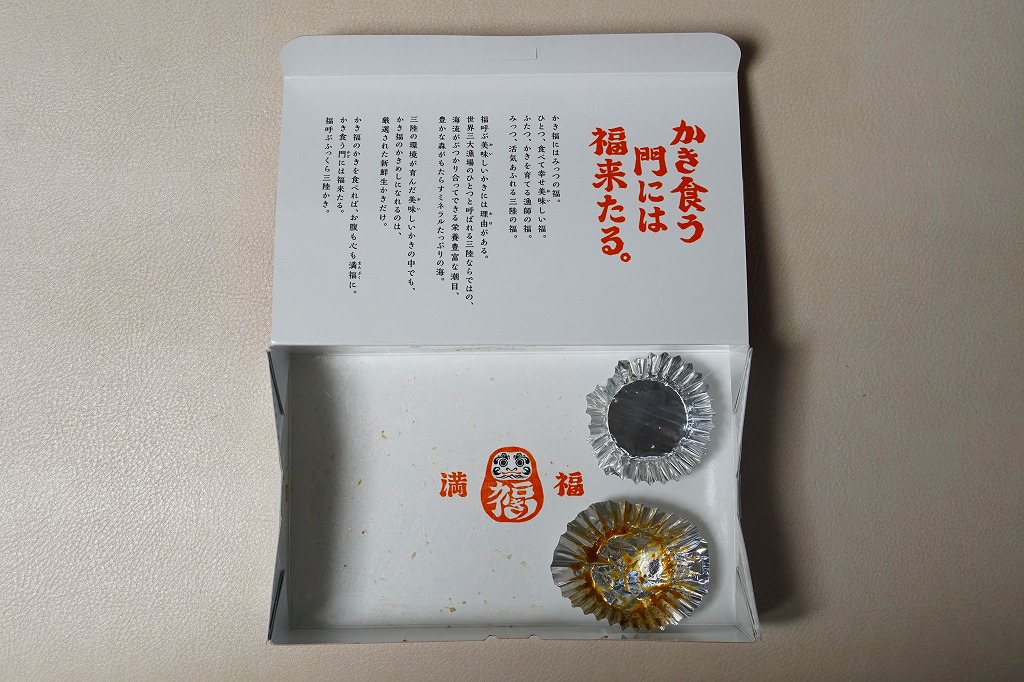 かき食う
門には
福来たる。
かき福にはみっつの福。
ひとつ、食べて幸せ美味しい福。
ふたつ、かきを育てる漁師の福。
みっつ、活気あふれる三陸の福。
福呼ぶ美味しいかきには理由がある。
世界三大漁場のひとつと呼ばれる三陸ならではの、
海流がぶつかり合ってできる栄養豊富な潮目、
豊かな森がもたらすミネラルたっぷりの海。
三陸の環境が育んだ美味しいかきの中でも、
かき福のかきめしになれるのは、
厳選された新鮮生かきだけ。
かき福のかきを食べれば、お腹も心も満福に。
かき食う門には福来たる。
福呼ぶふっくら三陸かき。
満
かき福
福